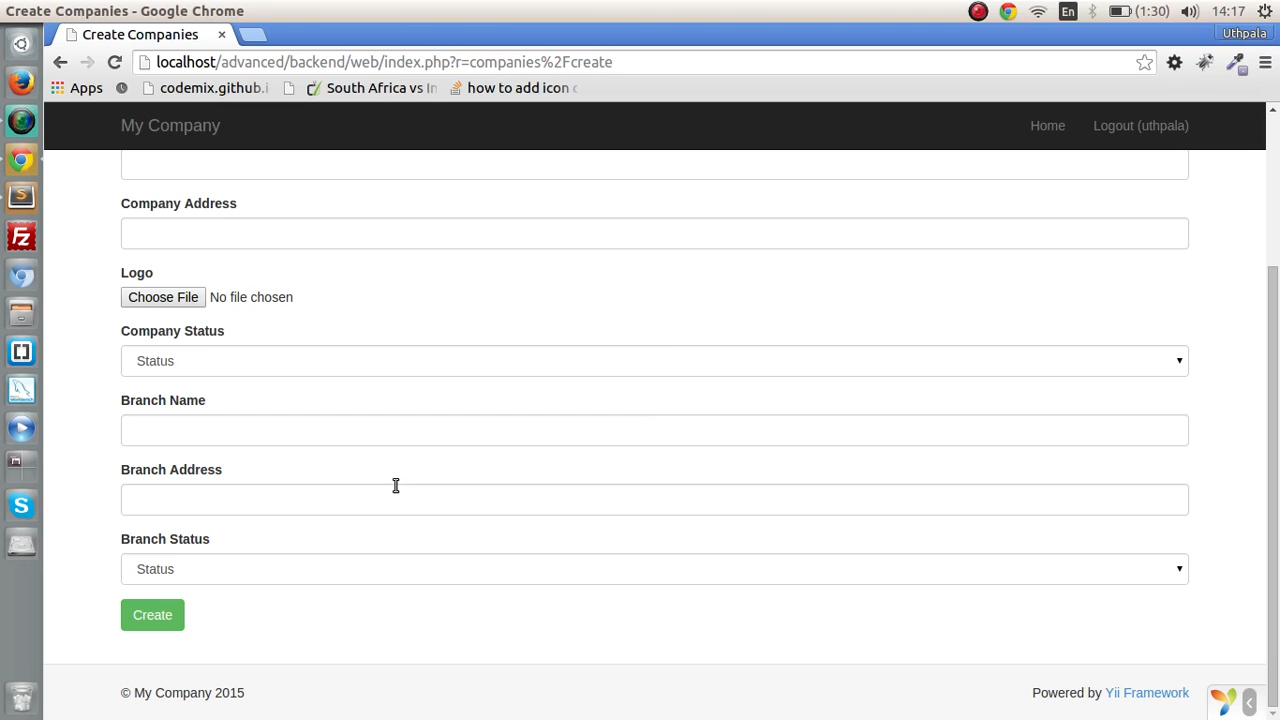 Create Companies - Google Chrome
En
(1:30)
14:17
Create Companies
×
Uthpala
localhost/advanced/backend/web/index.php?r=companies%2Fcreate
Apps
codemix.github.i
South Africa vs In
how to add icon
My Company
Home
Logout (uthpala)
Company Address
Logo
Choose File
No file chosen
Company Status
Status
Branch Name
Branch Address
Branch Status
Status
Create
© My Company 2015
Powered by Yii Framework